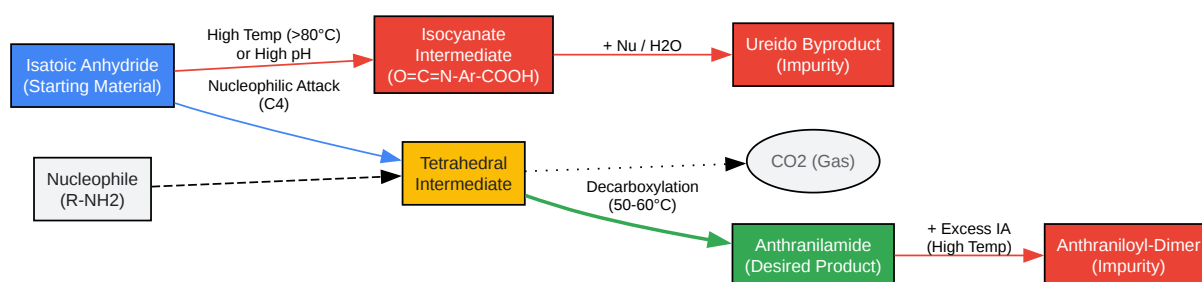 Isatoic Anhydride
(Starting Material)
High Temp (>80°C)
or High pH
Isocyanate
Intermediate
(O=C=N-Ar-COOH)
+ Nu / H2O
Ureido Byproduct
(Impurity)
Nucleophilic Attack
(C4)
Nucleophile
(R-NH2)
Tetrahedral
Intermediate
CO2 (Gas)
Decarboxylation
(50-60°C)
Anthranilamide
(Desired Product)
+ Excess IA
(High Temp)
Anthraniloyl-Dimer
(Impurity)